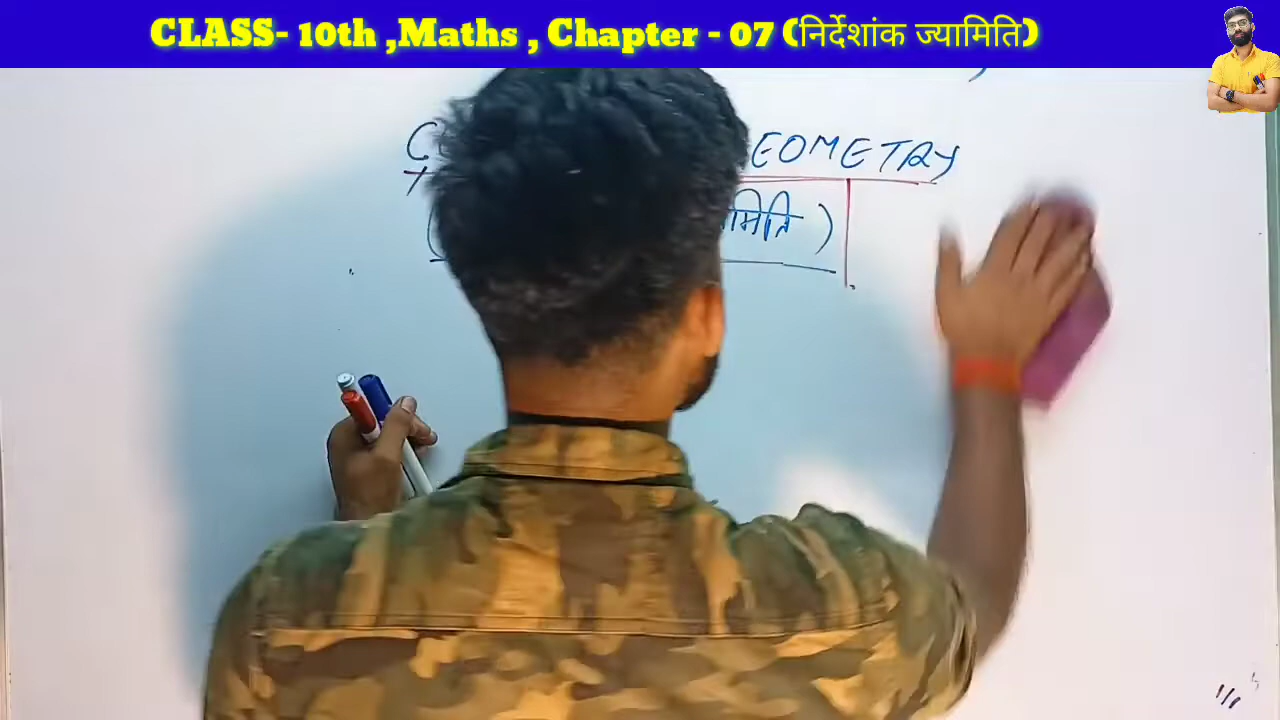 CLASS- 10th ,Maths , Chapter - 07 (निर्देशांक ज्यामिति)
EOMETRY
मिति )